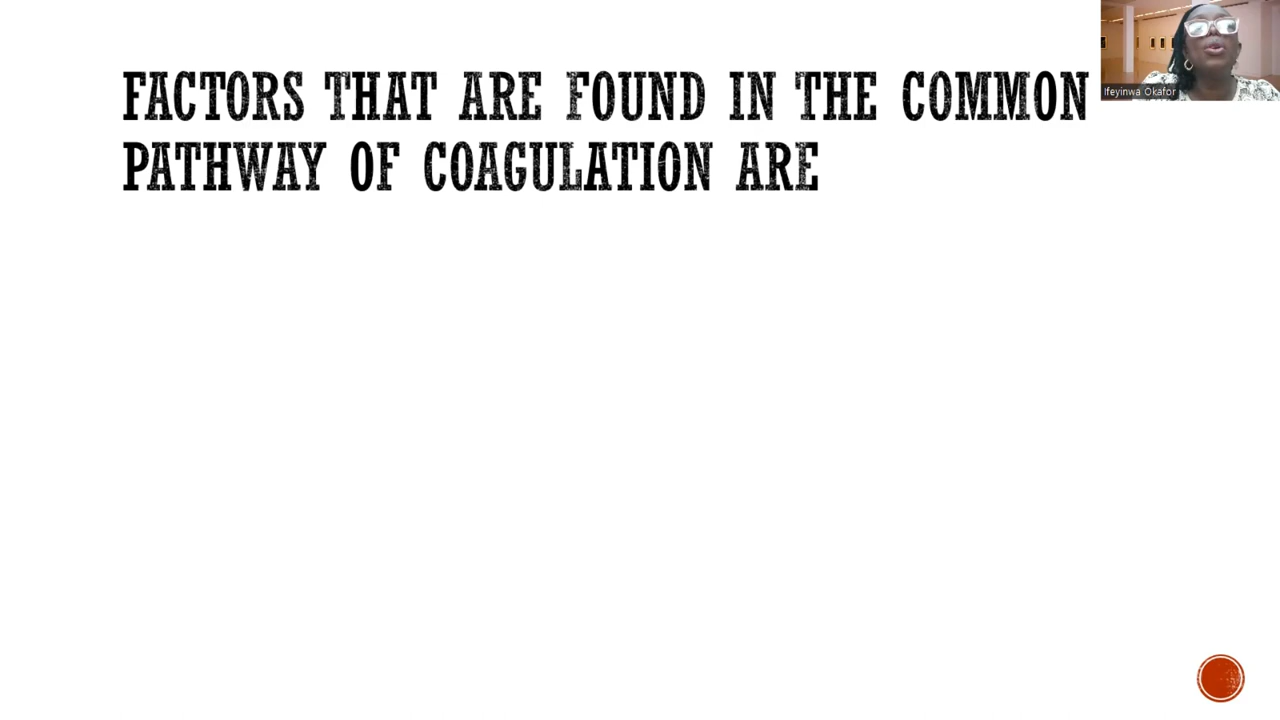 FACTORS THAT ARE FOUND IN THE COMMON
PATHWAY OF COAGULATION ARE
Ifeyinwa Okafor